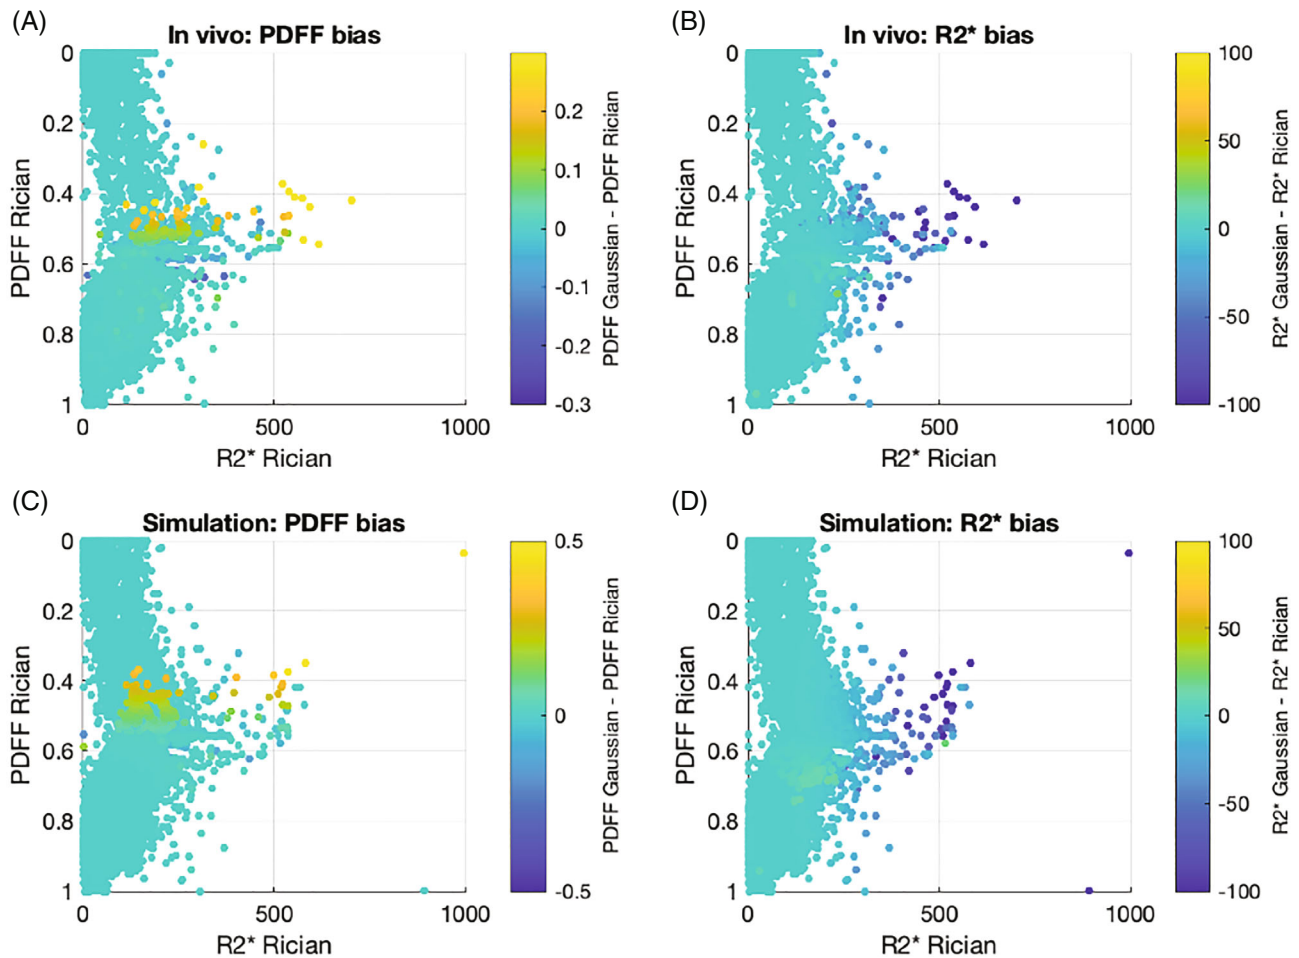 (A)
In vivo: PDFF bias
0
0.2
0.4
0.6
0.8
1
PDFF Rician
0
500
1000
R2* Rician
0.2
0.1
0
-0.1
-0.2
-0.3
PDFF Gaussian - PDFF Rician
(B)
In vivo: R2* bias
0
0.2
0.4
0.6
0.8
1
PDFF Rician
0
500
1000
R2* Rician
100
50
0
-50
-100
R2* Gaussian - R2* Rician
(C)
Simulation: PDFF bias
0
0.2
0.4
0.6
0.8
1
PDFF Rician
0
500
1000
R2* Rician
0.5
0
-0.5
PDFF Gaussian - PDFF Rician
(D)
Simulation: R2* bias
0
0.2
0.4
0.6
0.8
1
PDFF Rician
0
500
1000
R2* Rician
100
50
0
-50
-100
R2* Gaussian - R2* Rician